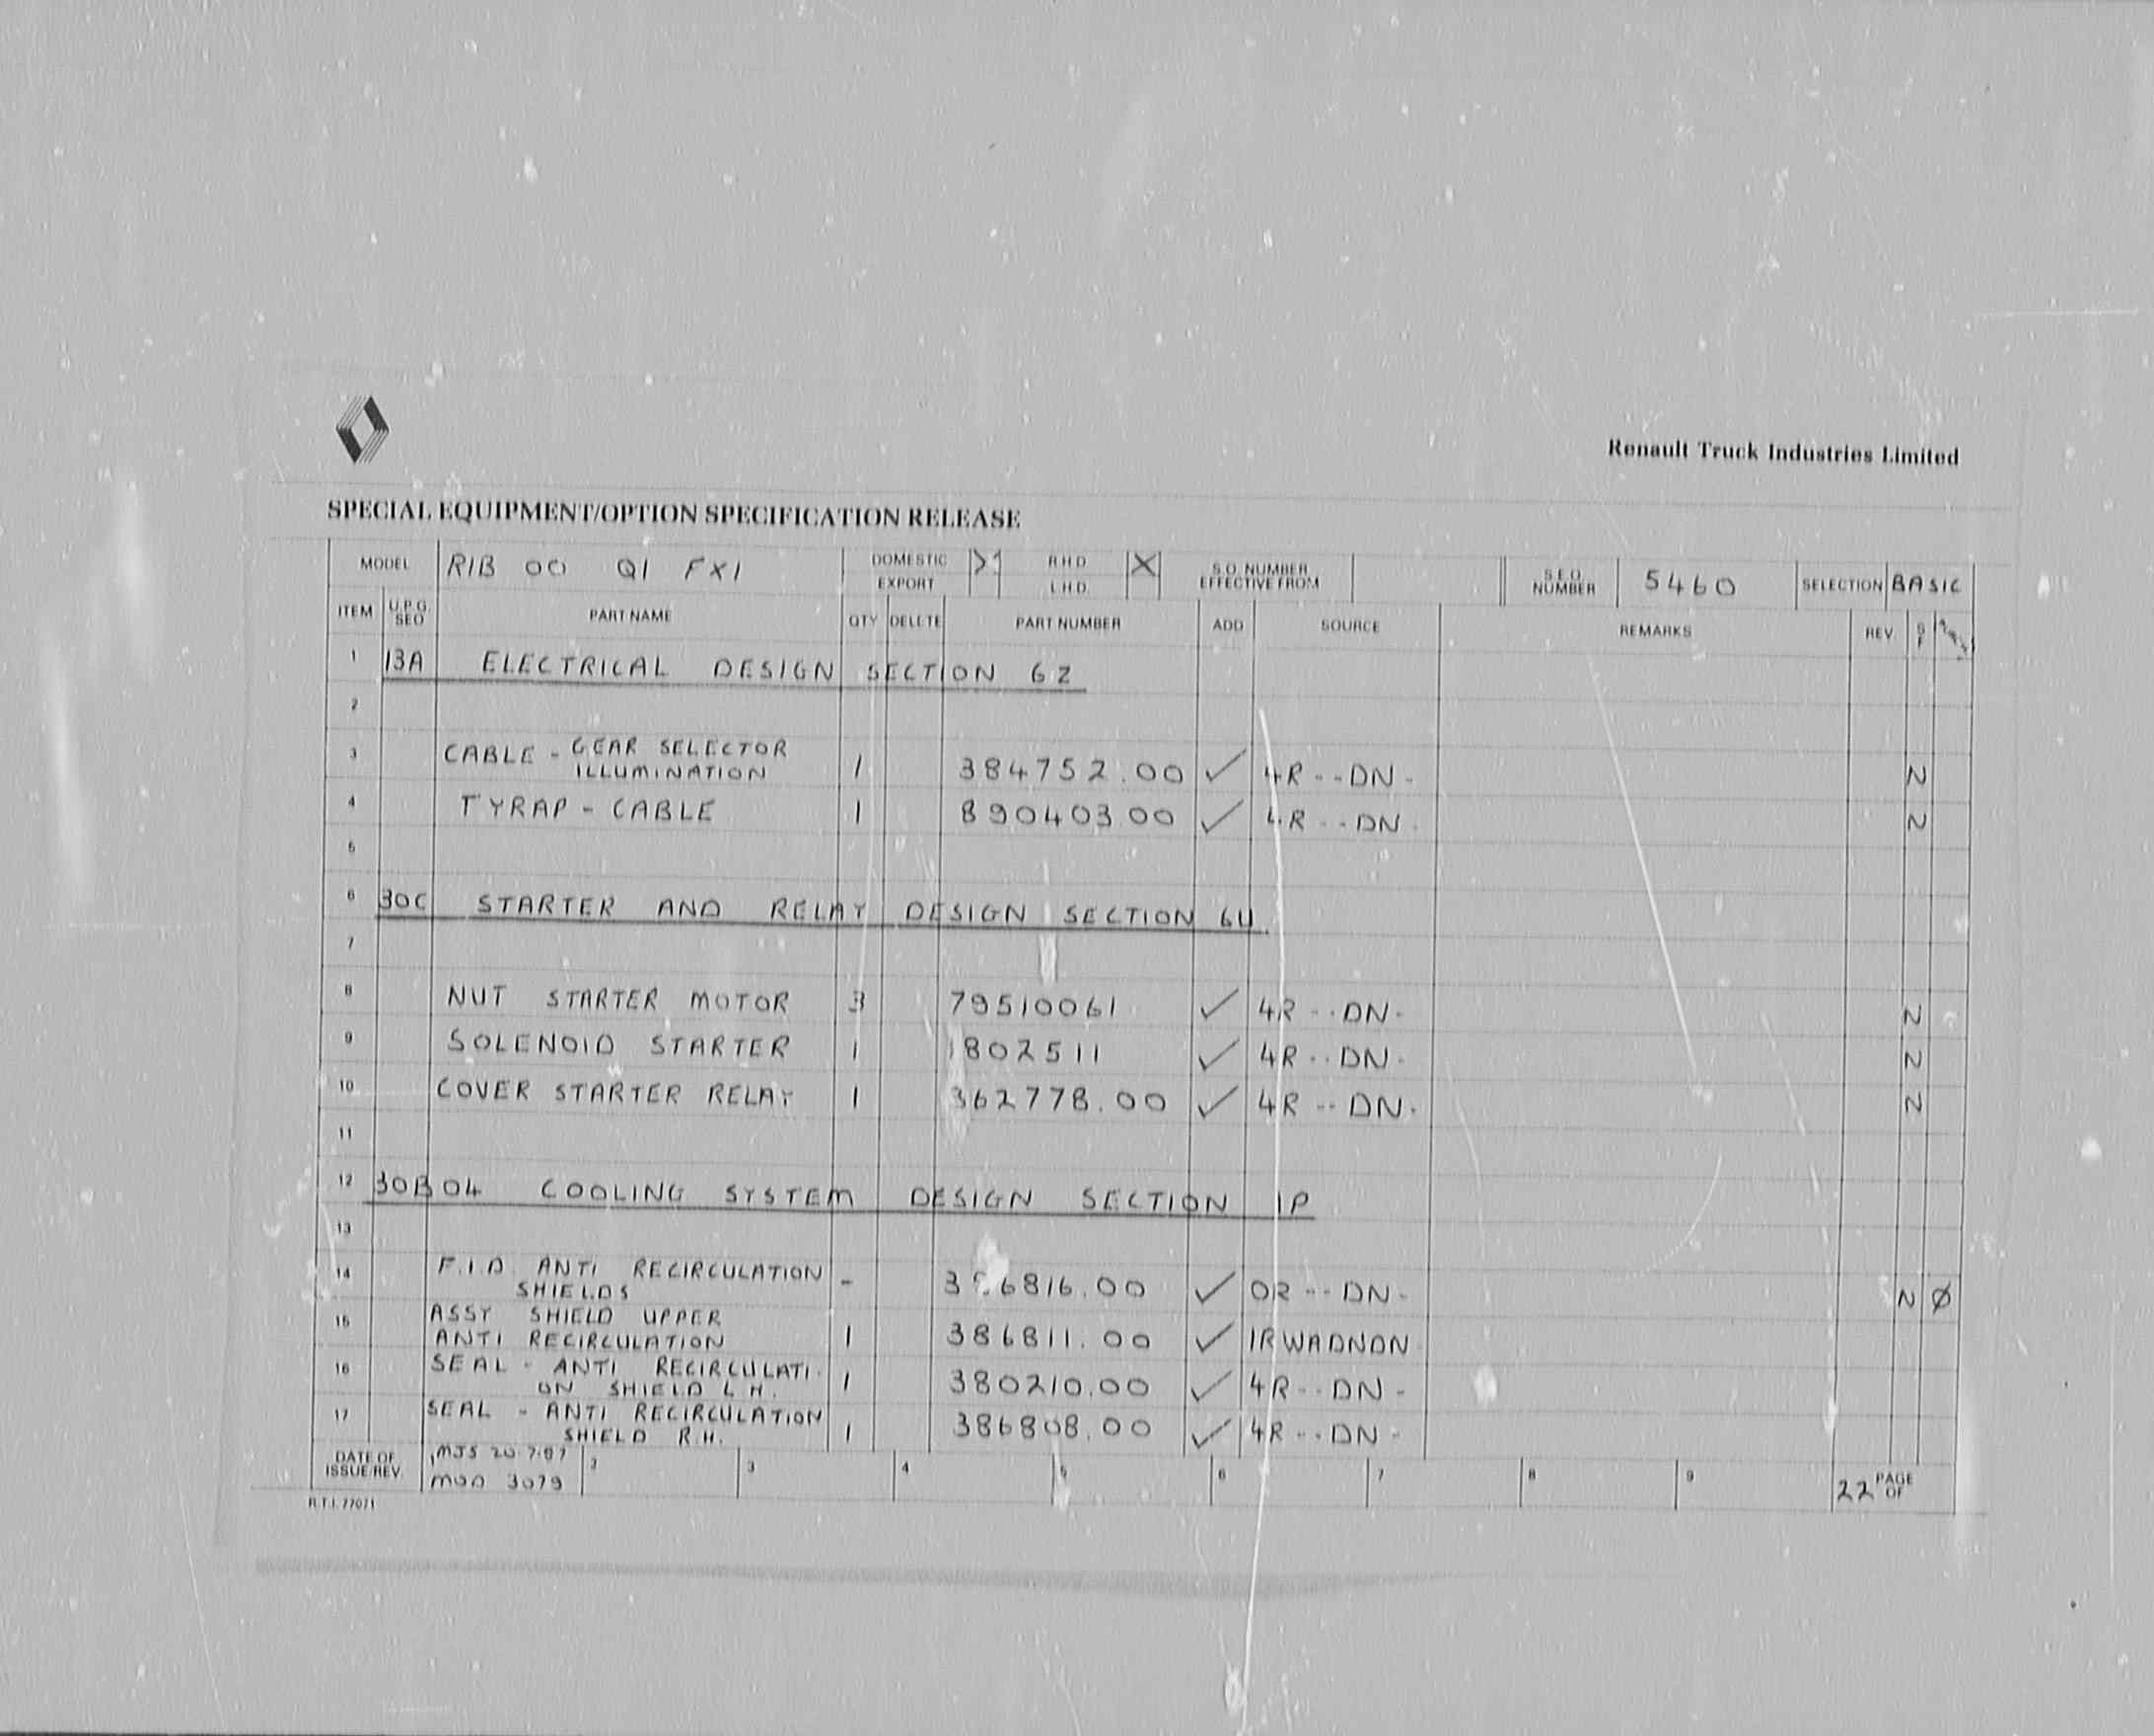 Renault Truck Industries Limited
SPECIAL EQUIPMENT/OPTION SPECIFICATION RELEASE
MODEL R1B 00 Q1 FX1 DOMESTIC EXPORT R.H.D. X L.H.D. S.O. NUMBER EFFECTIVE FROM S.E.O. NUMBER 5460 SELECTION BASIC
ITEM U.P.G. SEO PART NAME QTY DELETE PART NUMBER ADD SOURCE REMARKS REV
1 13A ELECTRICAL DESIGN SECTION 6Z
2
3 CABLE - GEAR SELECTOR
ILLUMINATION 1 384752.00 ✓ 4R--DN- N
4 TYRAP - CABLE 1 890403.00 ✓ 4R--DN- N
5
6 30C STARTER AND RELAY DESIGN SECTION 6U.
7
8 NUT STARTER MOTOR 3 79510061 ✓ 4R--DN- N
9 SOLENOID STARTER 1 1802511 ✓ 4R--DN- N
10 COVER STARTER RELAY 1 362778.00 ✓ 4R--DN- N
11
12 30B04 COOLING SYSTEM DESIGN SECTION 1P
13
14 F.I.D ANTI RECIRCULATION
SHIELDS - ✓ 0R--DN- N Ø
15 ASSY SHIELD UPPER
ANTI RECIRCULATION 1 386811.00 ✓ 1RWADNDN
16 SEAL - ANTI RECIRCULATI-
ON SHIELD L.H. 1 380210.00 ✓ 4R--DN-
17 SEAL - ANTI RECIRCULATION
SHIELD R.H. 1 386808.00 ✓ 4R--DN-
DATE OF ISSUE/REV. 1 MJS 20.7.87 2 3 4 5 6 7 8 9 22 PAGE OF
MOD 3079
R.T.I. 77071